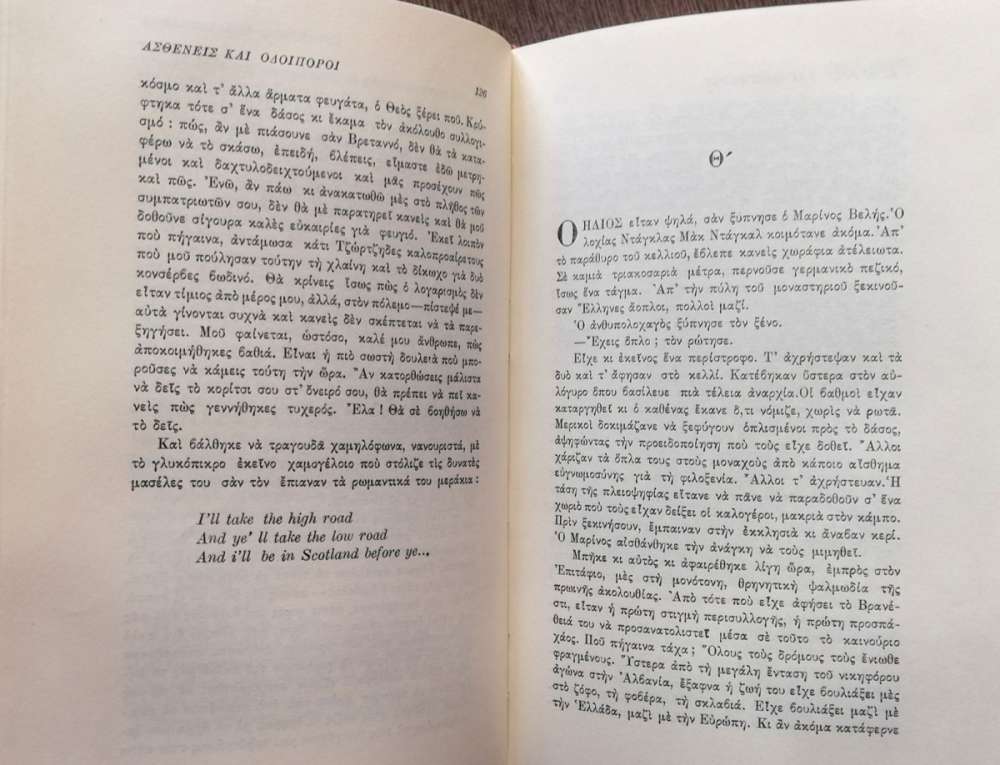 ΑΣΘΕΝΕΙΣ ΚΑΙ ΟΔΟΙΠΟΡΟΙ
126
κόσμο καὶ τ' ἄλλα ἅρματα φευγάτα, ὁ Θεὸς ξέρει ποῦ. Κρύ-
φτηκα τότε σ' ἕνα δάσος κι ἔκαμα τὸν ἀκόλουθο συλλογι-
σμό : πώς, ἂν μὲ πιάσουνε σὰν Βρεταννό, δὲν θὰ τὰ κατα-
φέρω νὰ τὸ σκάσω, ἐπειδή, βλέπεις, εἴμαστε ἐδῶ μετρη-
μένοι καὶ δαχτυλοδειχτούμενοι καὶ μᾶς προσέχουν πῶς
καὶ πῶς. Ἐνῶ, ἂν πάω κι ἀνακατωθῶ μὲς στὸ πλῆθος τῶν
συμπατριωτῶν σου, δὲν θὰ μὲ παρατηρεῖ κανεὶς καὶ θὰ μοῦ
δοθοῦνε σίγουρα καλὲς εὐκαιρίες γιὰ φευγιό. Ἐκεῖ λοιπὸν
ποὺ πήγαινα, ἀντάμωσα κάτι Τζώρτζηδες καλοπροαίρετους
ποὺ μοῦ πούλησαν τούτην τὴ χλαίνη καὶ τὸ δίκωχο γιὰ δυὸ
κονσέρβες βωδινό. Θὰ κρίνεις ἴσως πὼς ὁ λογαρισμὸς δὲν
εἶταν τίμιος ἀπὸ μέρος μου, ἀλλά, στὸν πόλεμο—πίστεψέ με—
αὐτὰ γίνονται συχνὰ καὶ κανεὶς δὲν σκέπτεται νὰ τὰ παρε-
ξηγήσει. Μοῦ φαίνεται, ὡστόσο, καλέ μου ἄνθρωπε, πὼς
ἀποκοιμήθηκες βαθιά. Εἶναι ἡ πιὸ σωστὴ δουλειὰ ποὺ μπο-
ροῦσες νὰ κάμεις τούτη τὴν ὥρα. Ἂν κατορθώσεις μάλιστα
νὰ δεῖς τὸ κορίτσι σου στ' ὄνειρό σου, θὰ πρέπει νὰ πεῖ κα-
νεὶς πὼς γεννήθηκες τυχερός. Ἔλα ! Θὰ σὲ βοηθήσω νὰ
τὸ δεῖς.
Καὶ βάλθηκε νὰ τραγουδᾶ χαμηλόφωνα, νανουριστά, μὲ
τὸ γλυκόπικρο ἐκεῖνο χαμογέλοιο ποὺ στόλιζε τὶς δυνατὲς
μασέλες του σὰν τὸν ἔπιαναν τὰ ρωμαντικά του μεράκια :
I'll take the high road
And ye' ll take the low road
And i'll be in Scotland before ye...
Θ′
Ο ΗΛΙΟΣ εἶταν ψηλά, σὰν ξύπνησε ὁ Μαρίνος Βελής. Ὁ
λοχίας Ντάγκλας Μὰκ Ντάγκαλ κοιμότανε ἀκόμα. Ἀπ'
τὸ παράθυρο τοῦ κελλιοῦ, ἔβλεπε κανεὶς χωράφια ἀτέλειωτα.
Σὲ καμιὰ τριακοσαριὰ μέτρα, περνοῦσε γερμανικὸ πεζικό,
ἴσως ἕνα τάγμα. Ἀπ' τὴν πύλη τοῦ μοναστηριοῦ ξεκινοῦ-
σαν Ἕλληνες ἄοπλοι, πολλοὶ μαζί.
Ὁ ἀνθυπολοχαγὸς ξύπνησε τὸν ξένο.
—Ἔχεις ὅπλο ; τὸν ρώτησε.
Εἶχε κι ἐκεῖνος ἕνα περίστροφο. Τ' ἀχρήστεψαν καὶ τὰ
δυὸ καὶ τ' ἄφησαν στὸ κελλί. Κατέβηκαν ὕστερα στὸν αὐ-
λόγυρο ὅπου βασίλευε πιὰ τέλεια ἀναρχία. Οἱ βαθμοὶ εἶχαν
καταργηθεῖ κι ὁ καθένας ἔκανε ὅ,τι νόμιζε, χωρὶς νὰ ρωτᾶ.
Μερικοὶ δοκιμάζανε νὰ ξεφύγουν ὁπλισμένοι πρὸς τὸ δάσος,
ἀψηφώντας τὴν προειδοποίηση ποὺ τοὺς εἶχε δοθεῖ. Ἄλλοι
χάριζαν τὰ ὅπλα τους στοὺς μοναχοὺς ἀπὸ κάποιο αἴσθημα
εὐγνωμοσύνης γιὰ τὴ φιλοξενία. Ἄλλοι τ' ἀχρήστευαν. Ἡ
τάση τῆς πλειοψηφίας εἴτανε νὰ πᾶνε νὰ παραδοθοῦν σ' ἕνα
χωριὸ ποὺ τοὺς εἶχαν δείξει οἱ καλογέροι, μακριὰ στὸν κάμπο.
Πρὶν ξεκινήσουν, ἔμπαιναν στὴν ἐκκλησιὰ κι ἄναβαν κερί.
Ὁ Μαρίνος αἰσθάνθηκε τὴν ἀνάγκη νὰ τοὺς μιμηθεῖ.
Μπῆκε κι αὐτὸς κι ἀφαιρέθηκε λίγη ὥρα, ἐμπρὸς στὸν
Ἐπιτάφιο, μὲς στὴ μονότονη, θρηνητικὴ ψαλμωδία τῆς
πρωινῆς ἀκολουθίας. Ἀπὸ τότε ποὺ εἶχε ἀφήσει τὸ Βρανέ-
στι, εἶταν ἡ πρώτη στιγμὴ περισυλλογῆς, ἡ πρώτη προσπά-
θειά του νὰ προσανατολιστεῖ μέσα σὲ τοῦτο τὸ καινούριο
χάος. Ποῦ πήγαινα τάχα ; Ὅλους τοὺς δρόμους τοὺς ἔνιωθε
φραγμένους. Ὕστερα ἀπὸ τὴ μεγάλη ἔνταση τοῦ νικηφόρου
ἀγώνα στὴν Ἀλβανία, ἔξαφνα ἡ ζωή του εἶχε βουλιάξει μὲς
στὸ ζόφο, τὴ φοβέρα, τὴ σκλαβιά. Εἶχε βουλιάξει μαζὶ μὲ
τὴν Ἑλλάδα, μαζὶ μὲ τὴν Εὐρώπη. Κι ἂν ἀκόμα κατάφερνε